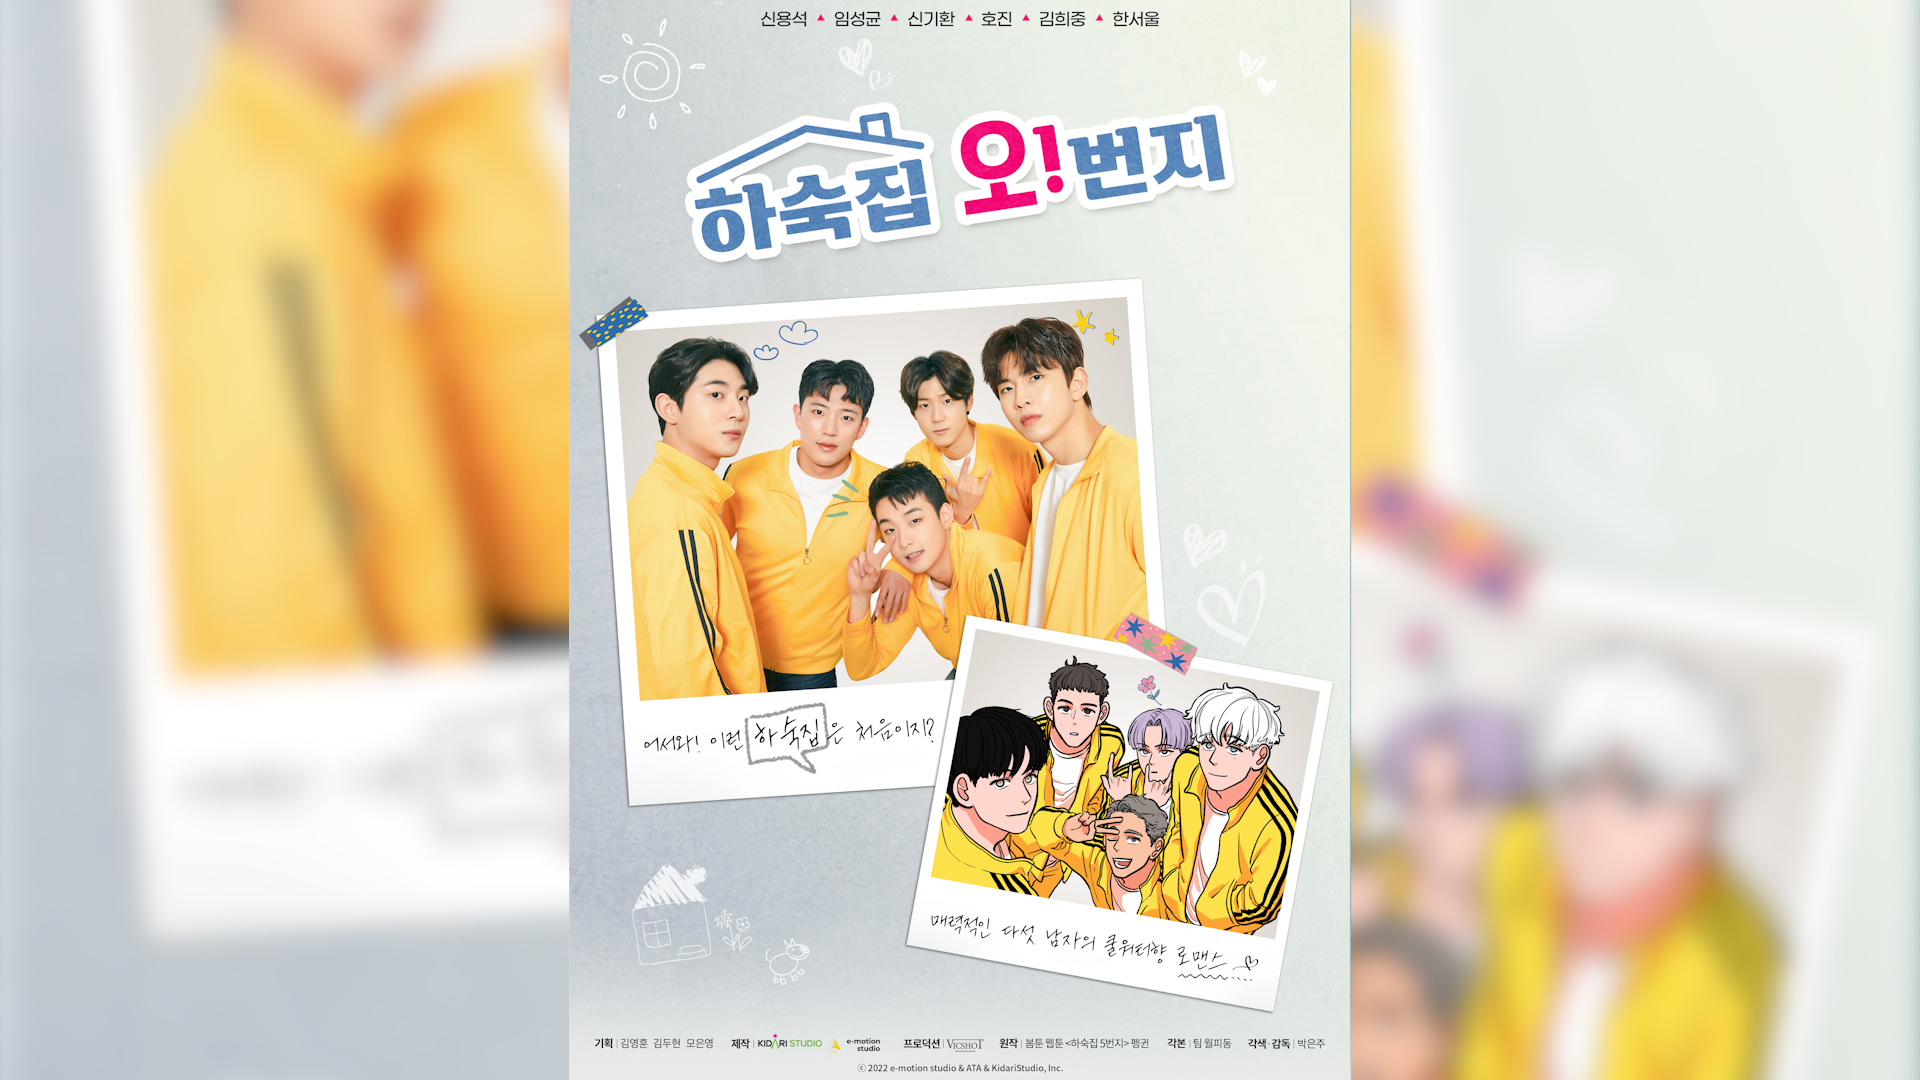 신용석 ▲ 임성균 ▲ 신기환 ▲ 호진 ▲ 김희중 ▲ 한서울
하숙집 오!번지
어서와! 이런 하숙집은 처음이지?
매력적인 다섯 남자의 쿨워터향 로맨스
기획 | 김영훈 김두현 모은영 제작 | KIDARI STUDIO e-motion studio 프로덕션 | VICSHOT 원작 | 봄툰 웹툰 <하숙집 5번지> 펭귄 각본 | 팀 월피동 각색·감독 | 박은주
ⓒ 2022 e-motion studio & ATA & KidariStudio, Inc.